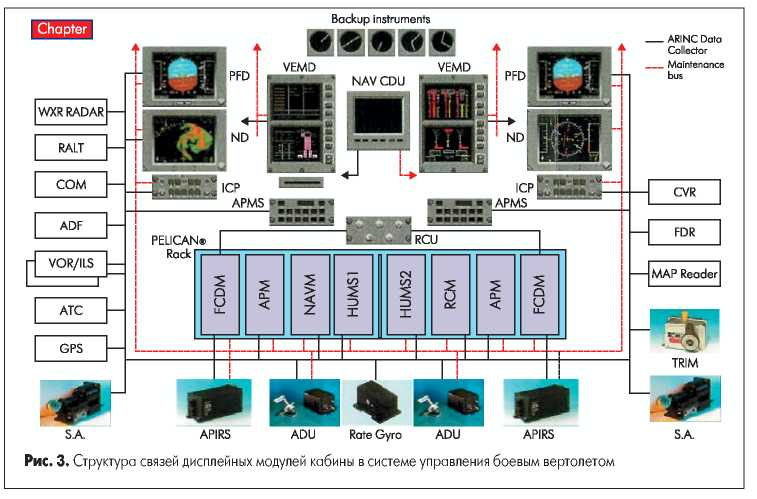 Chapter
Backup instruments
ARINC Data
Collector
Maintenance
bus
VEMD
NAV CDU
VEMD
PFD
PFD
WXR RADAR
ND
ND
RALT
COM
ICP
ICP
CVR
APMS
APMS
ADF
FDR
PELICAN®
Rack
RCU
VOR/ILS
MAP Reader
FCDM
APM
NAVM
HUMS1
HUMS2
RCM
APM
FCDM
ATC
GPS
TRIM
S.A.
APIRS
ADU
Rate Gyro
ADU
APIRS
S.A.
Рис. 3. Структура связей дисплейных модулей кабины в системе управления боевым вертолетом